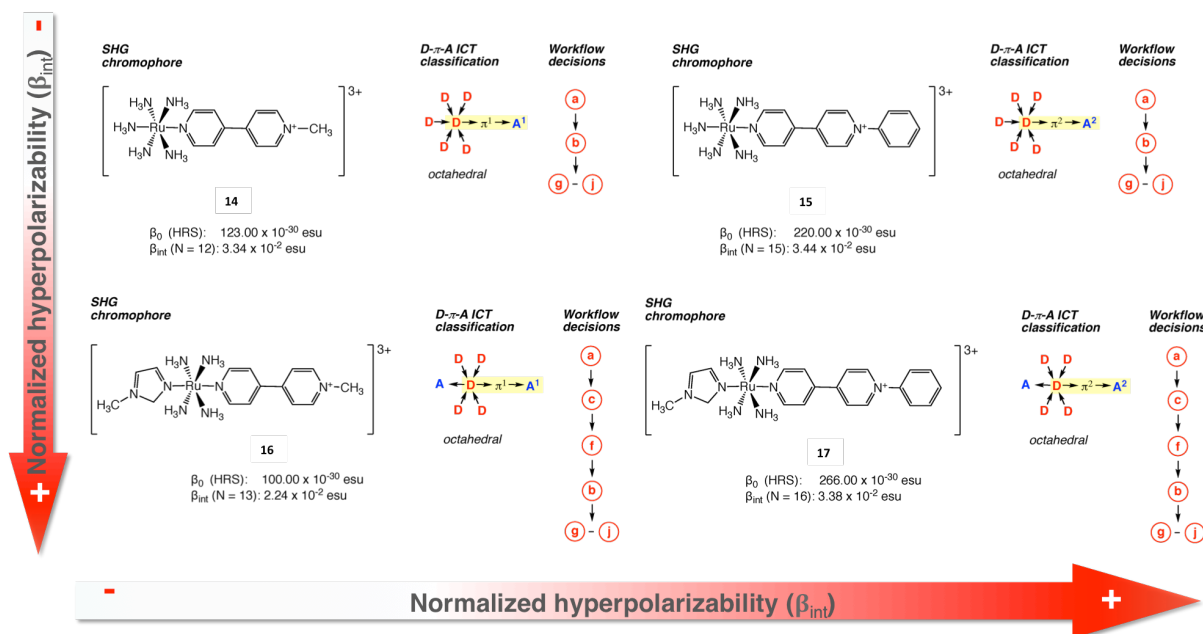 -
Normalized hyperpolarizability (βint)
+
SHG
chromophore
D-π-A ICT
classification
Workflow
decisions
3+
H3N
NH3
H3N
Ru
N
N+
CH3
H3N
NH3
14
D D
D D π1 A1
D D
octahedral
a
b
g - j
β0 (HRS): 123.00 x 10-30 esu
βint (N = 12): 3.34 x 10-2 esu
SHG
chromophore
D-π-A ICT
classification
Workflow
decisions
3+
H3N
NH3
H3N
Ru
N
N+
H3N
NH3
15
D D
D D π2 A2
D D
octahedral
a
b
g - j
β0 (HRS): 220.00 x 10-30 esu
βint (N = 15): 3.44 x 10-2 esu
SHG
chromophore
D-π-A ICT
classification
Workflow
decisions
3+
H3N
NH3
N
Ru
N
N+
CH3
N
H3C
H3N
NH3
16
D D
A D π1 A1
D D
octahedral
a
c
f
b
g - j
β0 (HRS): 100.00 x 10-30 esu
βint (N = 13): 2.24 x 10-2 esu
SHG
chromophore
D-π-A ICT
classification
Workflow
decisions
3+
H3N
NH3
N
Ru
N
N+
N
H3C
H3N
NH3
17
D D
A D π2 A2
D D
octahedral
a
c
f
b
g - j
β0 (HRS): 266.00 x 10-30 esu
βint (N = 16): 3.38 x 10-2 esu
-
Normalized hyperpolarizability (βint)
+